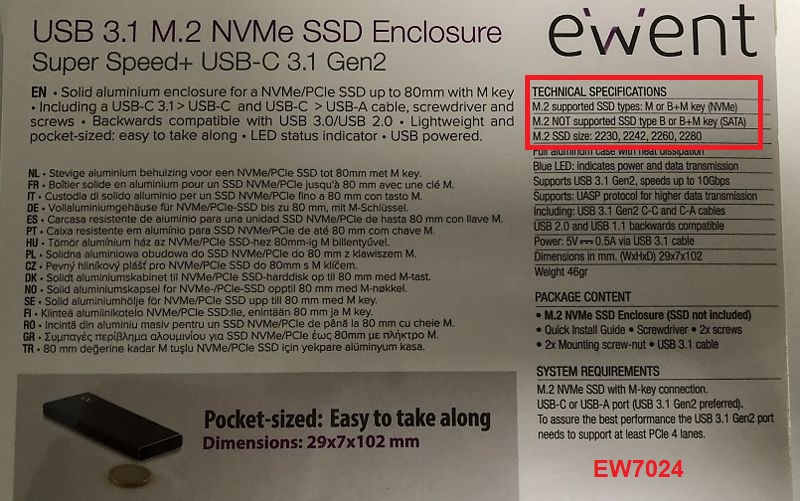 USB 3.1 M.2 NVMe SSD Enclosure
Super Speed+ USB-C 3.1 Gen2
EN • Solid aluminium enclosure for a NVMe/PCIe SSD up to 80mm with M key
• Including a USB-C 3.1> USB-C and USB-C > USB-A cable, screwdriver and
screws • Backwards compatible with USB 3.0/USB 2.0 • Lightweight and
pocket-sized: easy to take along • LED status indicator • USB powered.
NL • Stevige aluminium behuizing voor een NVMe/PCIe SSD tot 80mm met M key.
FR • Boîtier solide en aluminium pour un SSD NVMe/PCIe jusqu'à 80 mm avec une clé M.
IT • Custodia di solido alluminio per un SSD NVMe/PCIe fino a 80 mm con tasto M.
DE • Vollaluminiumgehäuse für NVMe/PCIe-SSD bis zu 80 mm, mit M-Schlüssel.
ES • Carcasa resistente de aluminio para una unidad SSD NVMe/PCIe de hasta 80 mm con llave M.
PT • Caixa resistente em alumínio para SSD NVMe/PCIe de até 80 mm com chave M.
HU • Tömör alumínium ház az NVMe/PCIe SSD-hez 80mm-ig M billentyűvel.
PL • Solidna aluminiowa obudowa do SSD NVMe/PCIe do 80 mm z klawiszem M.
CZ • Pevný hliníkový plášť pro NVMe/PCIe SSD do 80mm s M klíčem.
DK • Solidt aluminiumskabinet til NVMe/PCIe SSD-harddisk op til 80 mm med M-tast.
NO • Solid aluminiumskapsel for NVMe-/PCIe-SSD opptil 80 mm med M-nøkkel.
SE • Solid aluminiumhölje för NVMe/PCIe SSD upp till 80 mm med M key.
FI • Kiinteä alumiinikotelo NVMe/PCIe SSD:lle, enintään 80 mm ja M key.
RO • Incintă din aluminiu masiv pentru un SSD NVMe/PCIe de până la 80 mm cu cheie M.
GR • Συμπαγές περίβλημα αλουμινίου για SSD NVMe/PCIe έως 80mm με πλήκτρο M.
TR • 80 mm değerine kadar M tuşlu NVMe/PCIe SSD için yekpare alüminyum kasa.
Pocket-sized: Easy to take along
Dimensions: 29x7x102 mm
ewent
TECHNICAL SPECIFICATIONS
M.2 supported SSD types: M or B+M key (NVMe)
M.2 NOT supported SSD type B or B+M key (SATA)
M.2 SSD size: 2230, 2242, 2260, 2280
Full aluminum case with heat dissipation
Blue LED: indicates power and data transmission
Supports USB 3.1 Gen2, speeds up to 10Gbps
Supports: UASP protocol for higher data transmission
Including: USB 3.1 Gen2 C-C and C-A cables
USB 2.0 and USB 1.1 backwards compatible
Power: 5V⎓0.5A via USB 3.1 cable
Dimensions in mm. (WxHxD) 29x7x102
Weight 46gr
PACKAGE CONTENT
• M.2 NVMe SSD Enclosure (SSD not included)
• Quick Install Guide • Screwdriver • 2x screws
• 2x Mounting screw-nut • USB 3.1 cable
SYSTEM REQUIREMENTS
M.2 NVMe SSD with M-key connection.
USB-C or USB-A port (USB 3.1 Gen2 preferred).
To assure the best performance the USB 3.1 Gen2 port
needs to support at least PCIe 4 lanes.
EW7024